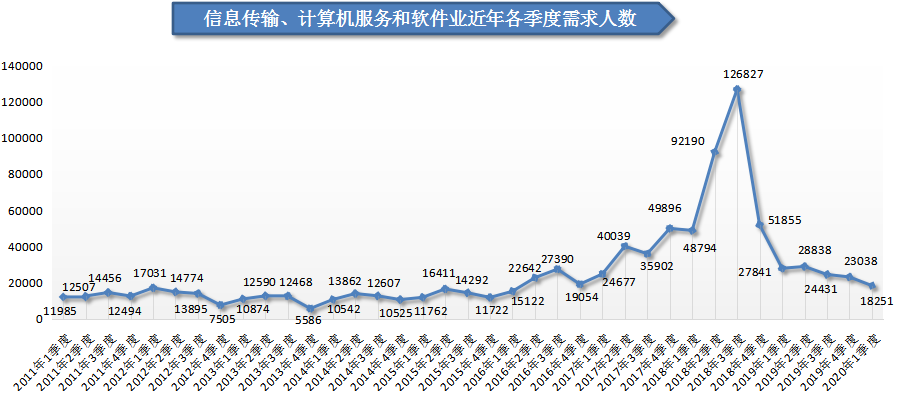 信息传输、计算机服务和软件业近年各季度需求人数
140000
120000
100000
80000
60000
40000
20000
0
11985
12507
14456
12494
17031
14774
13895
7505
10874
12590
12468
5586
10542
13862
12607
10525
11762
16411
14292
11722
15122
22642
27390
19054
24677
40039
35902
49896
48794
92190
126827
51855
27841
28838
24431
23038
18251
2011年1季度
2011年2季度
2011年3季度
2011年4季度
2012年1季度
2012年2季度
2012年3季度
2012年4季度
2013年1季度
2013年2季度
2013年3季度
2013年4季度
2014年1季度
2014年2季度
2014年3季度
2014年4季度
2015年1季度
2015年2季度
2015年3季度
2015年4季度
2016年1季度
2016年2季度
2016年3季度
2016年4季度
2017年1季度
2017年2季度
2017年3季度
2017年4季度
2018年1季度
2018年2季度
2018年3季度
2018年4季度
2019年1季度
2019年2季度
2019年3季度
2019年4季度
2020年1季度